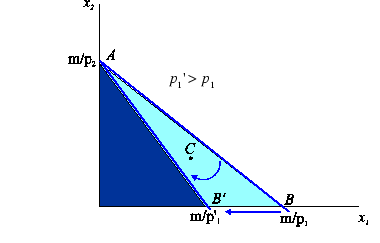 x₂
m/p₂ A
p₁' > p₁
C
B' B
m/p'₁ m/p₁ x₁